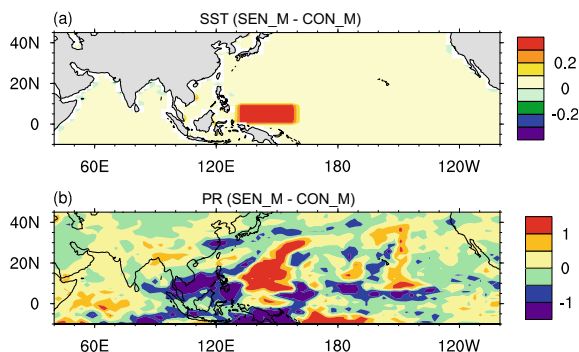 (a) SST (SEN_M - CON_M)
40N
20N
0
60E 120E 180 120W
0.2
0
-0.2
(b) PR (SEN_M - CON_M)
40N
20N
0
60E 120E 180 120W
1
0
-1